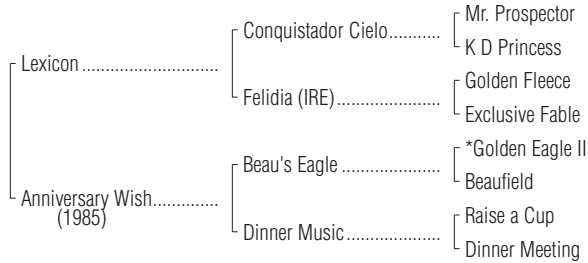 Mr. Prospector
Conquistador Cielo...........
K D Princess
Lexicon .............................
Golden Fleece
Felidia (IRE)......................
Exclusive Fable
*Golden Eagle II
Beau's Eagle .....................
Beaufield
Anniversary Wish..............
(1985)
Raise a Cup
Dinner Music.....................
Dinner Meeting